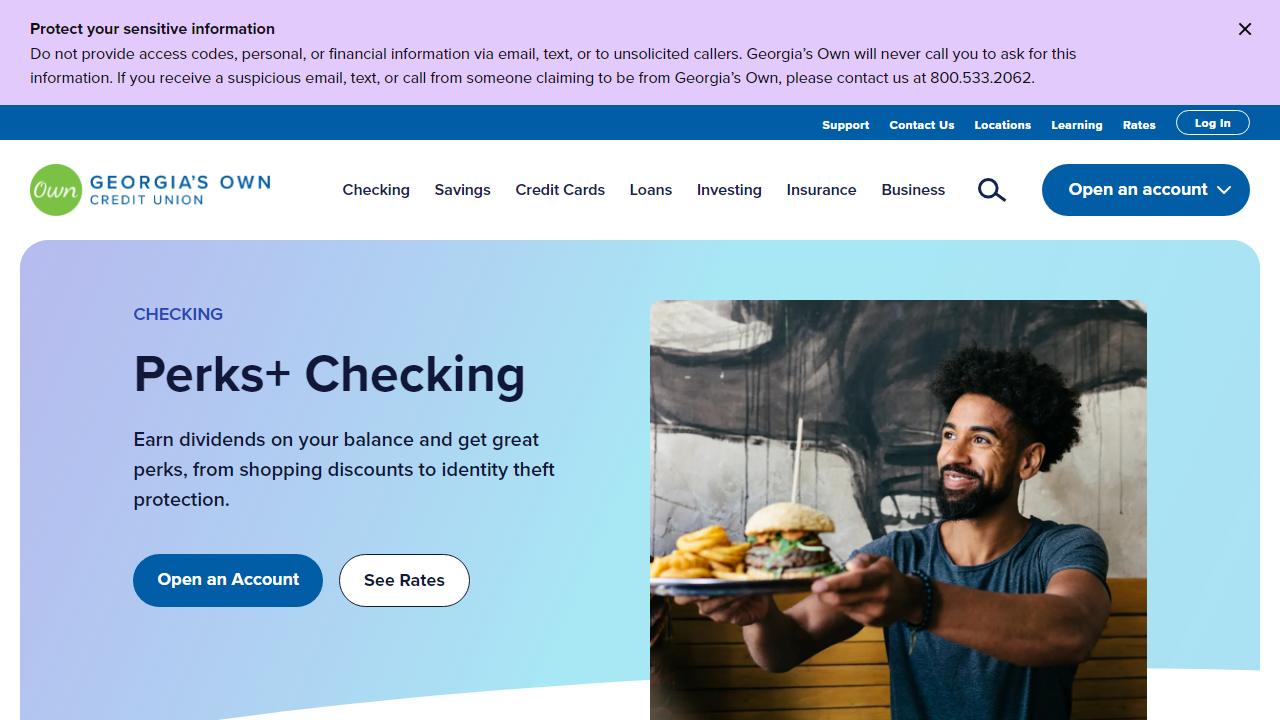 Protect your sensitive information
Do not provide access codes, personal, or financial information via email, text, or to unsolicited callers. Georgia’s Own will never call you to ask for this
information. If you receive a suspicious email, text, or call from someone claiming to be from Georgia’s Own, please contact us at 800.533.2062.
Support Contact Us Locations Learning Rates Log In
Own GEORGIA’S OWN
CREDIT UNION
Checking Savings Credit Cards Loans Investing Insurance Business Open an account
CHECKING
Perks+ Checking
Earn dividends on your balance and get great
perks, from shopping discounts to identity theft
protection.
Open an Account See Rates